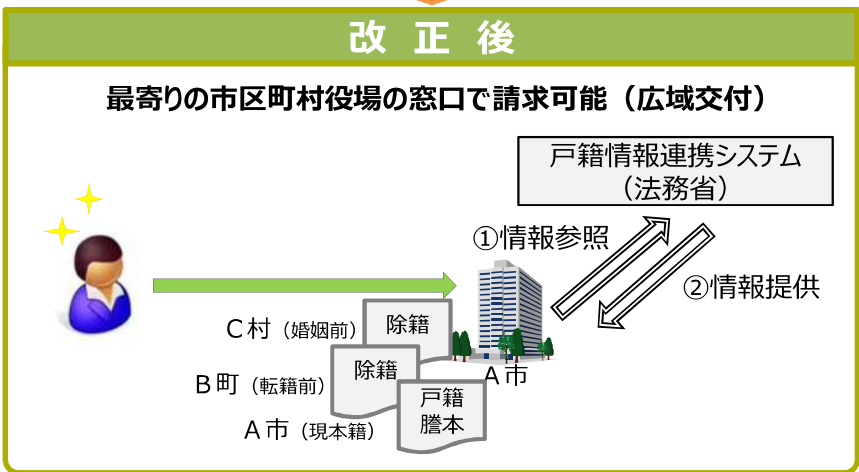 改正後
最寄りの市区町村役場の窓口で請求可能（広域交付）
戸籍情報連携システム
（法務省）
①情報参照
②情報提供
C村（婚姻前）
除籍
B町（転籍前）
除籍
A市
A市（現本籍）
戸籍
謄本